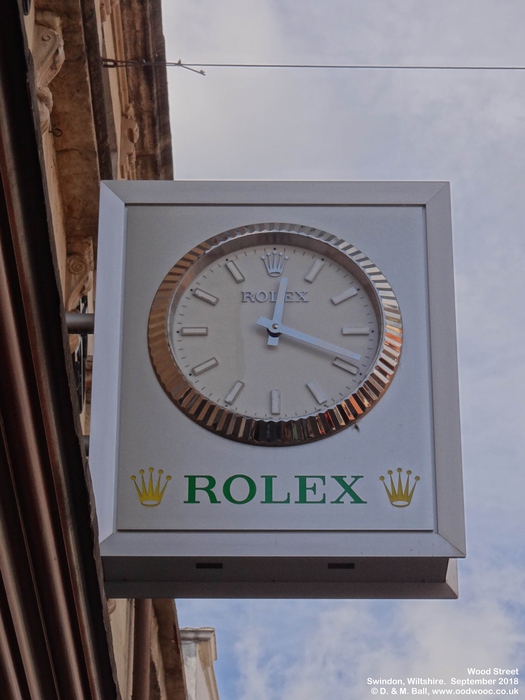 ROLEX
ROLEX
Wood Street
Swindon, Wiltshire. September 2018
© D. & M. Ball, www.oodwooc.co.uk